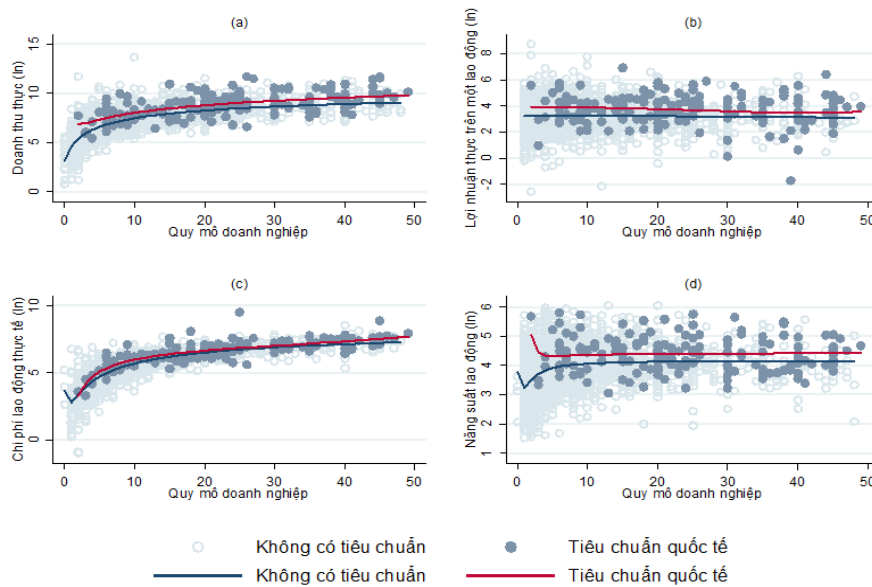 (a)
Doanh thu thực (ln)
15
10
5
0
0 10 20 30 40 50
Quy mô doanh nghiệp
(b)
Lợi nhuận thực trên một lao động (ln)
8
6
4
2
0
-2
0 10 20 30 40 50
Quy mô doanh nghiệp
(c)
Chi phí lao động thực tế (ln)
10
5
0
0 10 20 30 40 50
Quy mô doanh nghiệp
(d)
Năng suất lao động (ln)
6
5
4
3
2
1
0 10 20 30 40 50
Quy mô doanh nghiệp
Không có tiêu chuẩn Tiêu chuẩn quốc tế
Không có tiêu chuẩn Tiêu chuẩn quốc tế